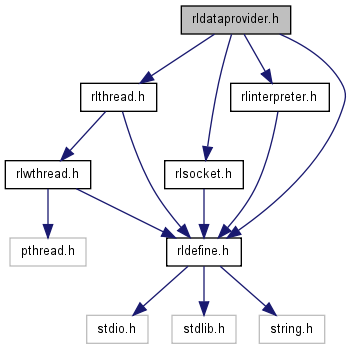 rldataprovider.h
rlthread.h
rlinterpreter.h
rlwthread.h
rlsocket.h
pthread.h
rldefine.h
stdio.h
stdlib.h
string.h